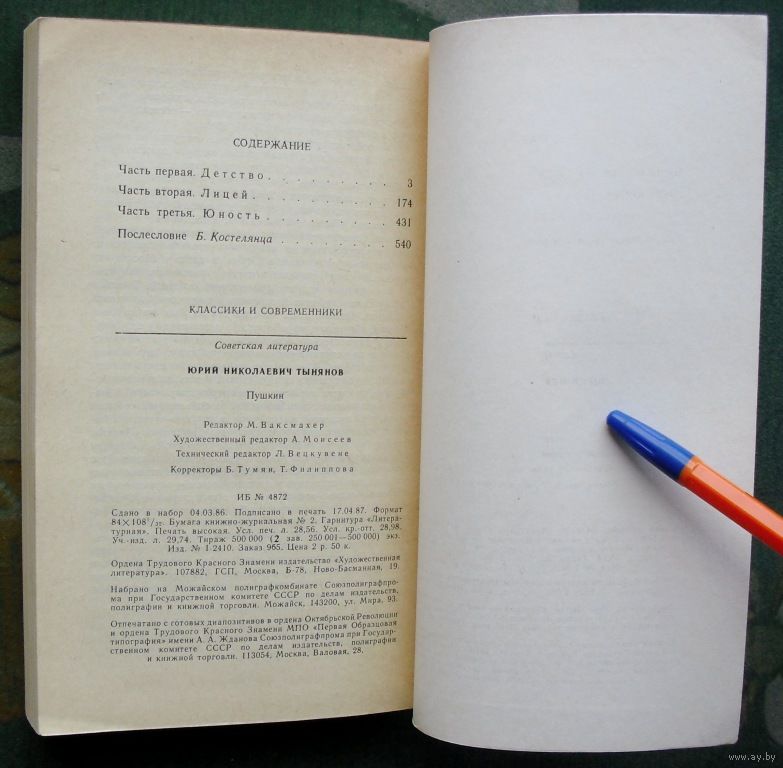 СОДЕРЖАНИЕ
Часть первая. Детство . . . . . . . . . 3
Часть вторая. Лицей . . . . . . . . . . 174
Часть третья. Юность . . . . . . . . . 431
Послесловие Б. Костелянца . . . . . . . . 540
КЛАССИКИ И СОВРЕМЕННИКИ
Советская литература
ЮРИЙ НИКОЛАЕВИЧ ТЫНЯНОВ
Пушкин
Редактор М. Ваксмахер
Художественный редактор А. Моисеев
Технический редактор Л. Вецкувене
Корректоры Б. Тумян, Т. Филиппова
ИБ № 4872
Сдано в набор 04.03.86. Подписано в печать 17.04.87. Формат
84×108¹/₃₂. Бумага книжно-журнальная № 2. Гарнитура «Литера-
турная». Печать высокая. Усл. печ. л. 28,56. Усл. кр.-отт. 28,98.
Уч.-изд. л. 29,74. Тираж 500 000 (2 зав. 250 001—500 000) экз.
Изд. № I-2410. Заказ 965. Цена 2 р. 50 к.
Ордена Трудового Красного Знамени издательство «Художественная
литература». 107882, ГСП, Москва, Б-78, Ново-Басманная, 19.
Набрано на Можайском полиграфкомбинате Союзполиграфпро-
ма при Государственном комитете СССР по делам издательств,
полиграфии и книжной торговли. Можайск, 143200, ул. Мира, 93.
Отпечатано с готовых диапозитивов в ордена Октябрьской Революции
и ордена Трудового Красного Знамени МПО «Первая Образцовая
типография» имени А. А. Жданова Союзполиграфпрома при Государ-
ственном комитете СССР по делам издательств, полиграфии
и книжной торговли. 113054, Москва, Валовая, 28.
www.ay.by